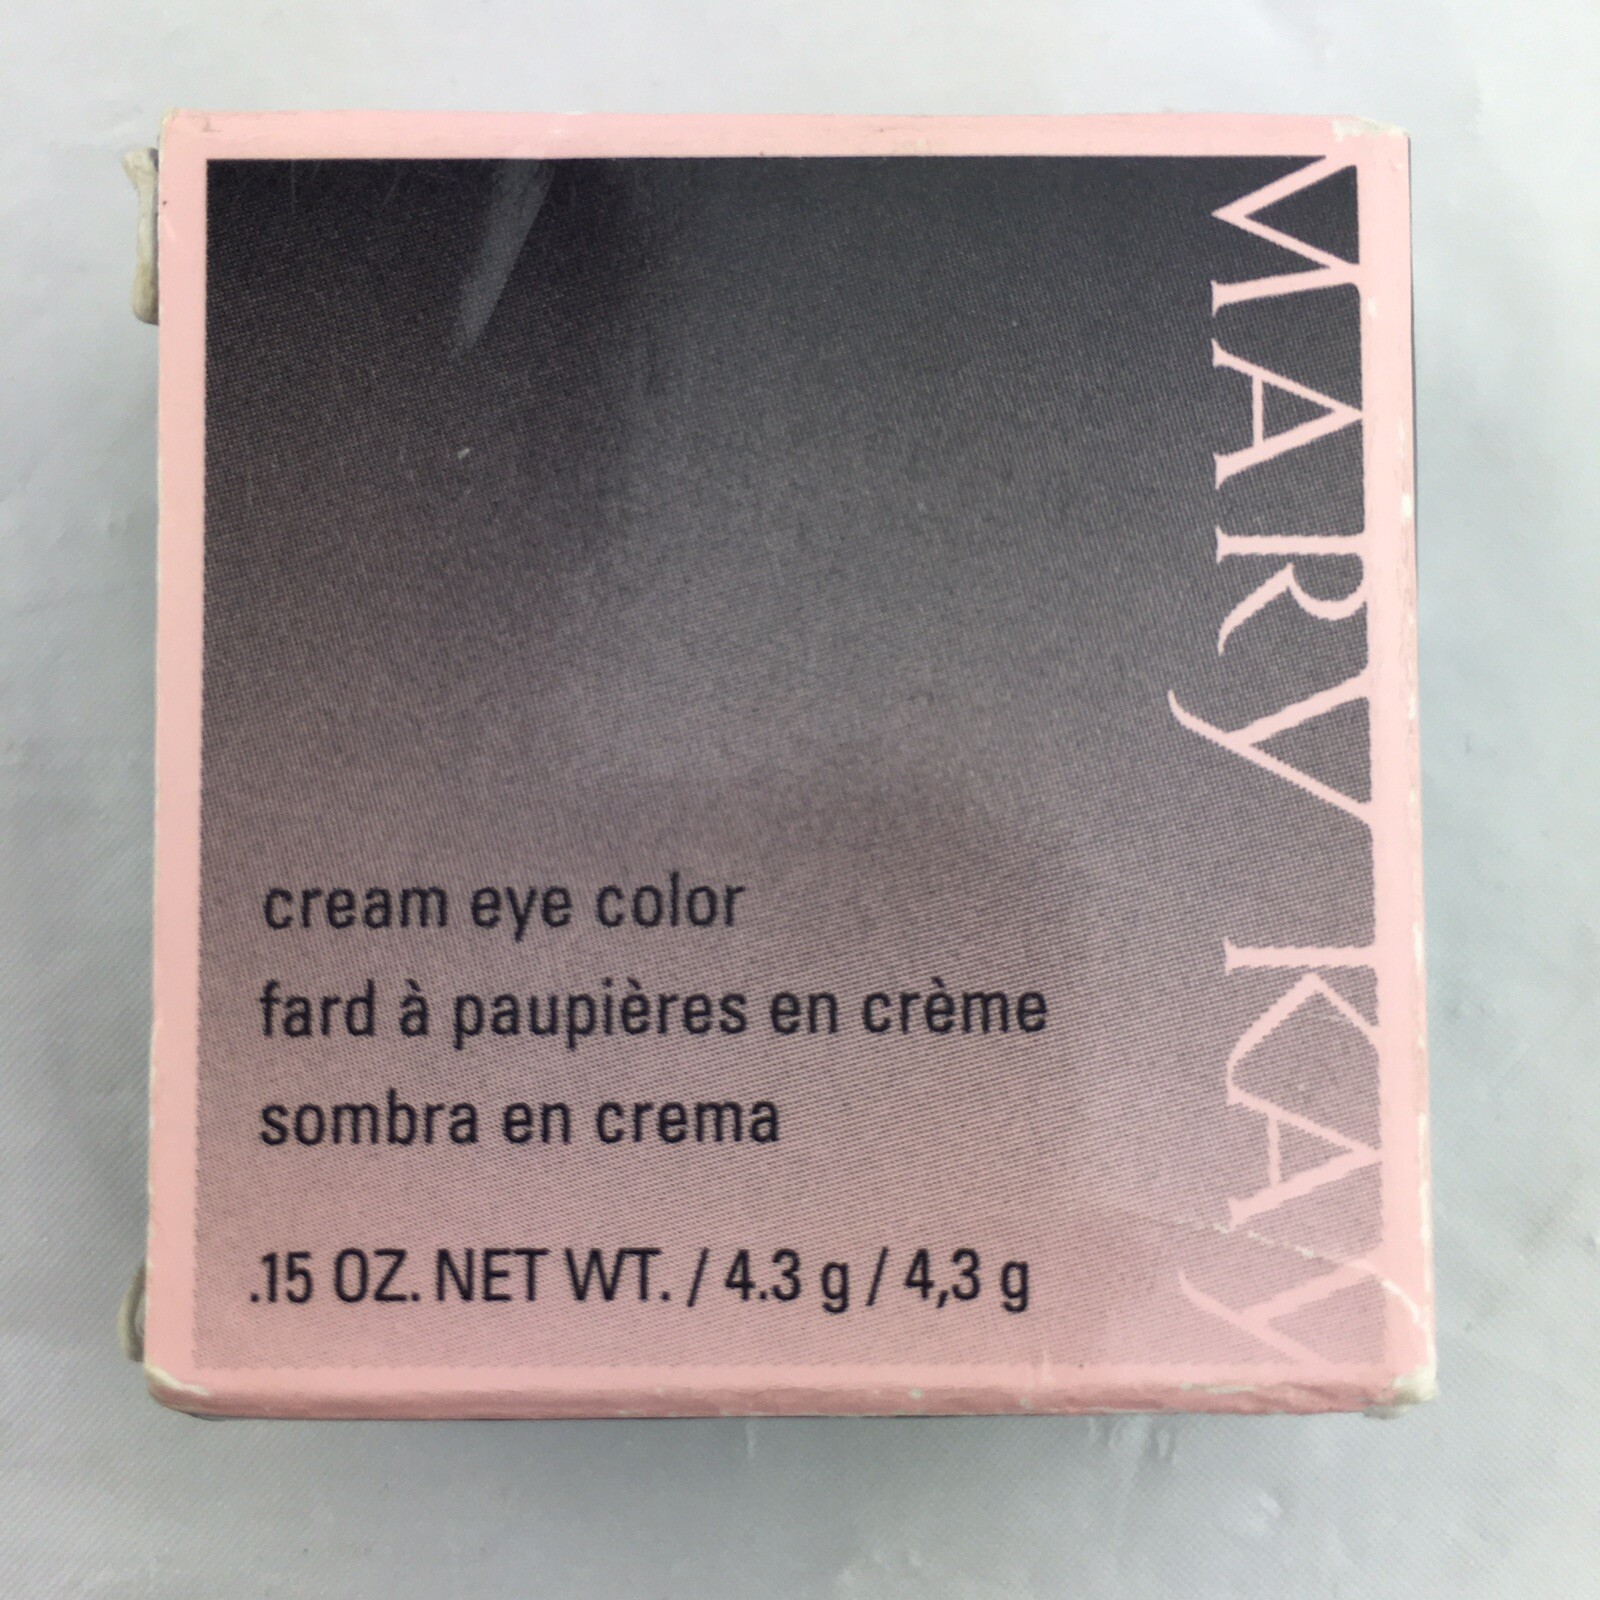 MARY KAY
cream eye color
fard à paupières en crème
sombra en crema
.15 OZ. NET WT. / 4.3 g / 4,3 g